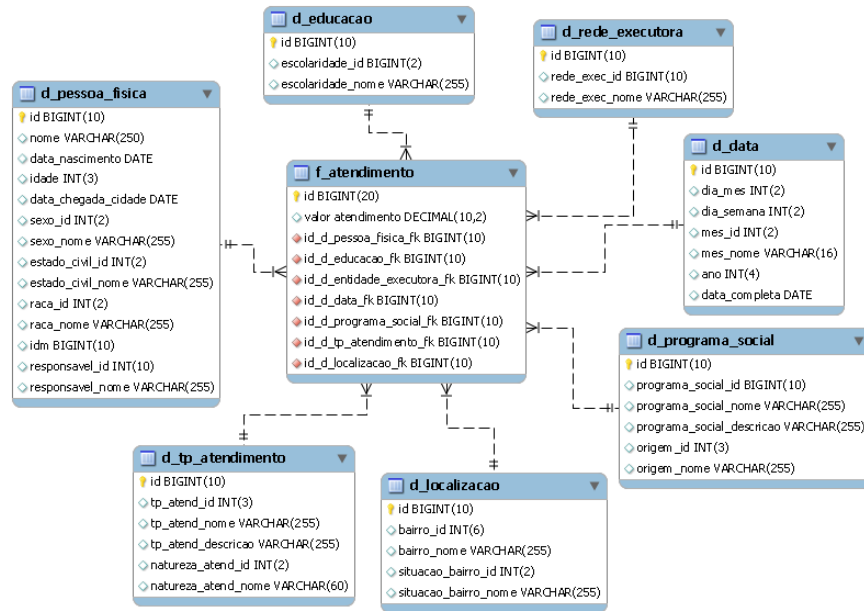 d_educacao
id BIGINT(10)
escolaridade_id BIGINT(2)
escolaridade_nome VARCHAR(255)
d_rede_executora
id BIGINT(10)
rede_exec_id BIGINT(10)
rede_exec_nome VARCHAR(255)
d_pessoa_fisica
id BIGINT(10)
nome VARCHAR(250)
data_nascimento DATE
idade INT(3)
data_chegada_cidade DATE
sexo_id INT(2)
sexo_nome VARCHAR(255)
estado_civil_id INT(2)
estado_civil_nome VARCHAR(255)
raca_id INT(2)
raca_nome VARCHAR(255)
idm BIGINT(10)
responsavel_id INT(10)
responsavel_nome VARCHAR(255)
f_atendimento
id BIGINT(20)
valor atendimento DECIMAL(10,2)
id_d_pessoa_fisica_fk BIGINT(10)
id_d_educacao_fk BIGINT(10)
id_d_entidade_executora_fk BIGINT(10)
id_d_data_fk BIGINT(10)
id_d_programa_social_fk BIGINT(10)
id_d_tp_atendimento_fk BIGINT(10)
id_d_localizacao_fk BIGINT(10)
d_data
id BIGINT(10)
dia_mes INT(2)
dia_semana INT(2)
mes_id INT(2)
mes_nome VARCHAR(16)
ano INT(4)
data_completa DATE
d_programa_social
id BIGINT(10)
programa_social_id BIGINT(10)
programa_social_nome VARCHAR(255)
programa_social_descricao VARCHAR(255)
origem_id INT(3)
origem_nome VARCHAR(255)
d_tp_atendimento
id BIGINT(10)
tp_atend_id INT(3)
tp_atend_nome VARCHAR(255)
tp_atend_descricao VARCHAR(255)
natureza_atend_id INT(2)
natureza_atend_nome VARCHAR(60)
d_localizacao
id BIGINT(10)
bairro_id INT(6)
bairro_nome VARCHAR(255)
situacao_bairro_id INT(2)
situacao_bairro_nome VARCHAR(255)